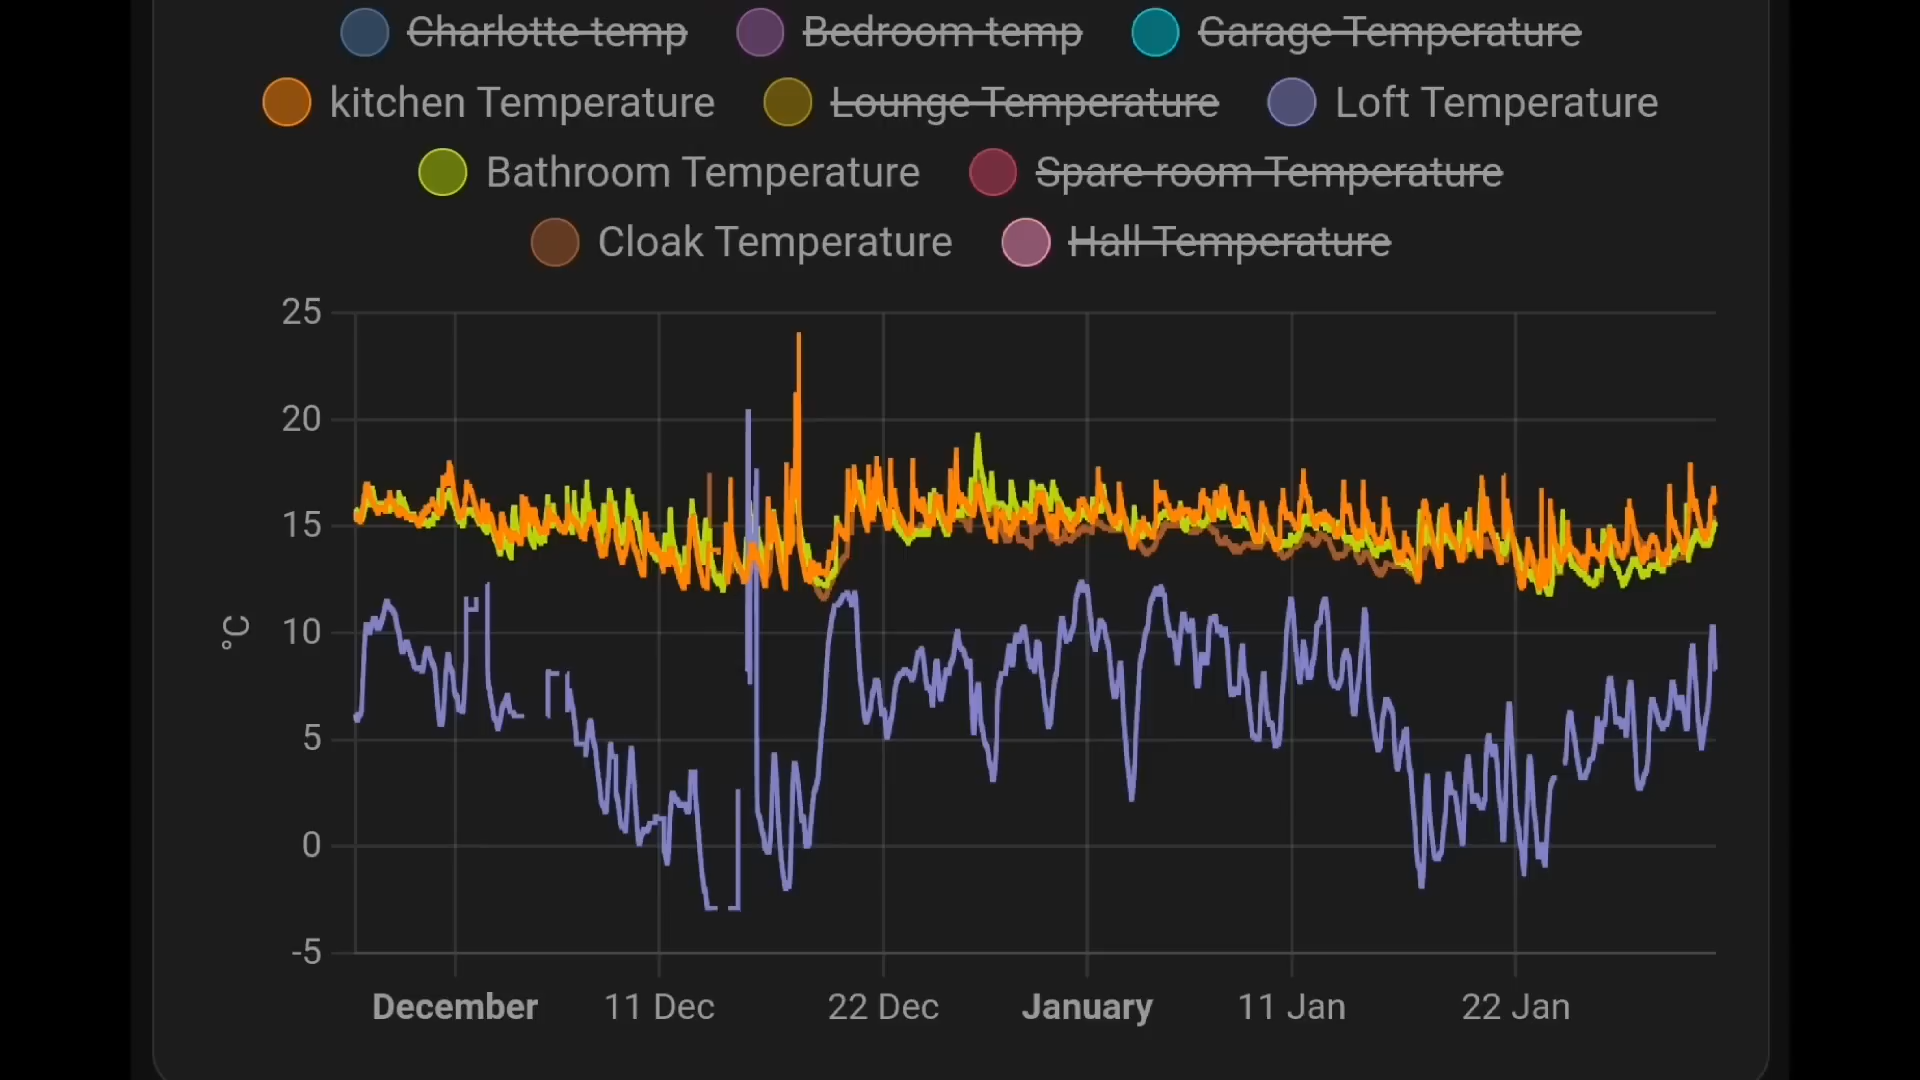 Charlotte temp Bedroom temp Garage Temperature
kitchen Temperature Lounge Temperature Loft Temperature
Bathroom Temperature Spare room Temperature
Cloak Temperature Hall Temperature
25
20
15
10
5
0
-5
°C
December 11 Dec 22 Dec January 11 Jan 22 Jan